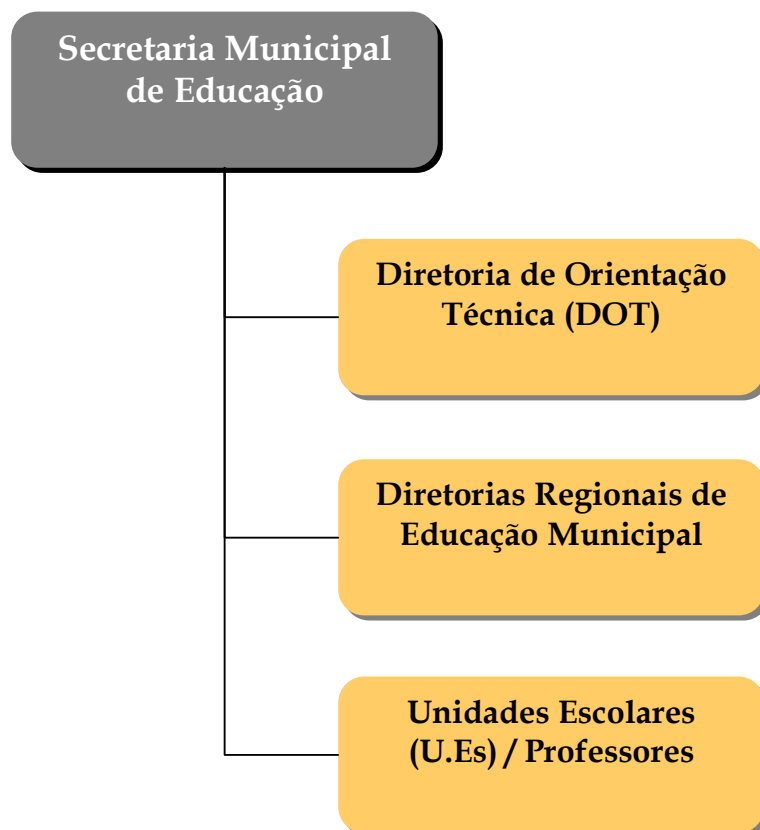 Secretaria Municipal
de Educação
Diretoria de Orientação
Técnica (DOT)
Diretorias Regionais de
Educação Municipal
Unidades Escolares
(U.Es) / Professores